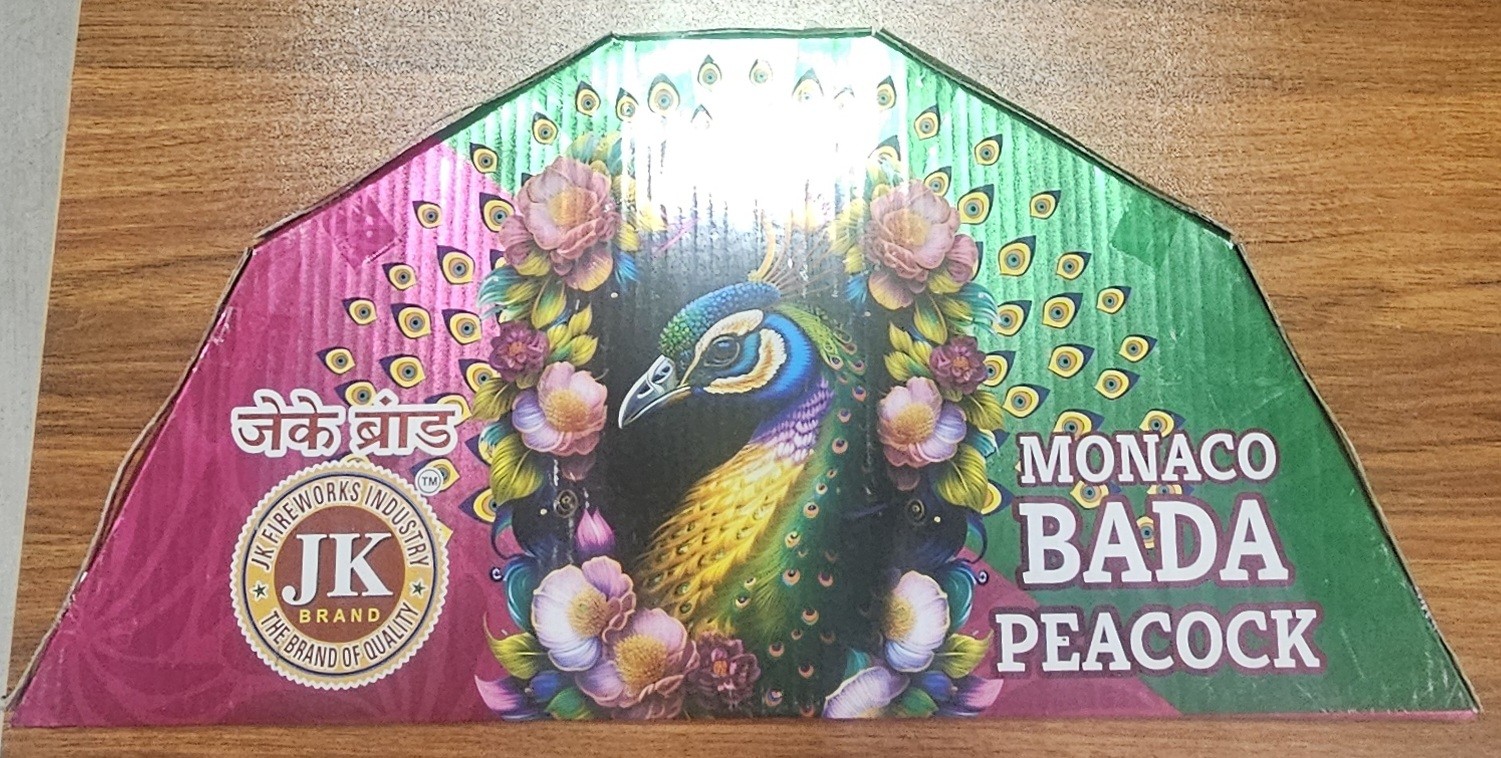 जेके ब्रांड
TM
JK FIREWORKS INDUSTRY
JK
BRAND
THE BRAND OF QUALITY
MONACO
BADA
PEACOCK